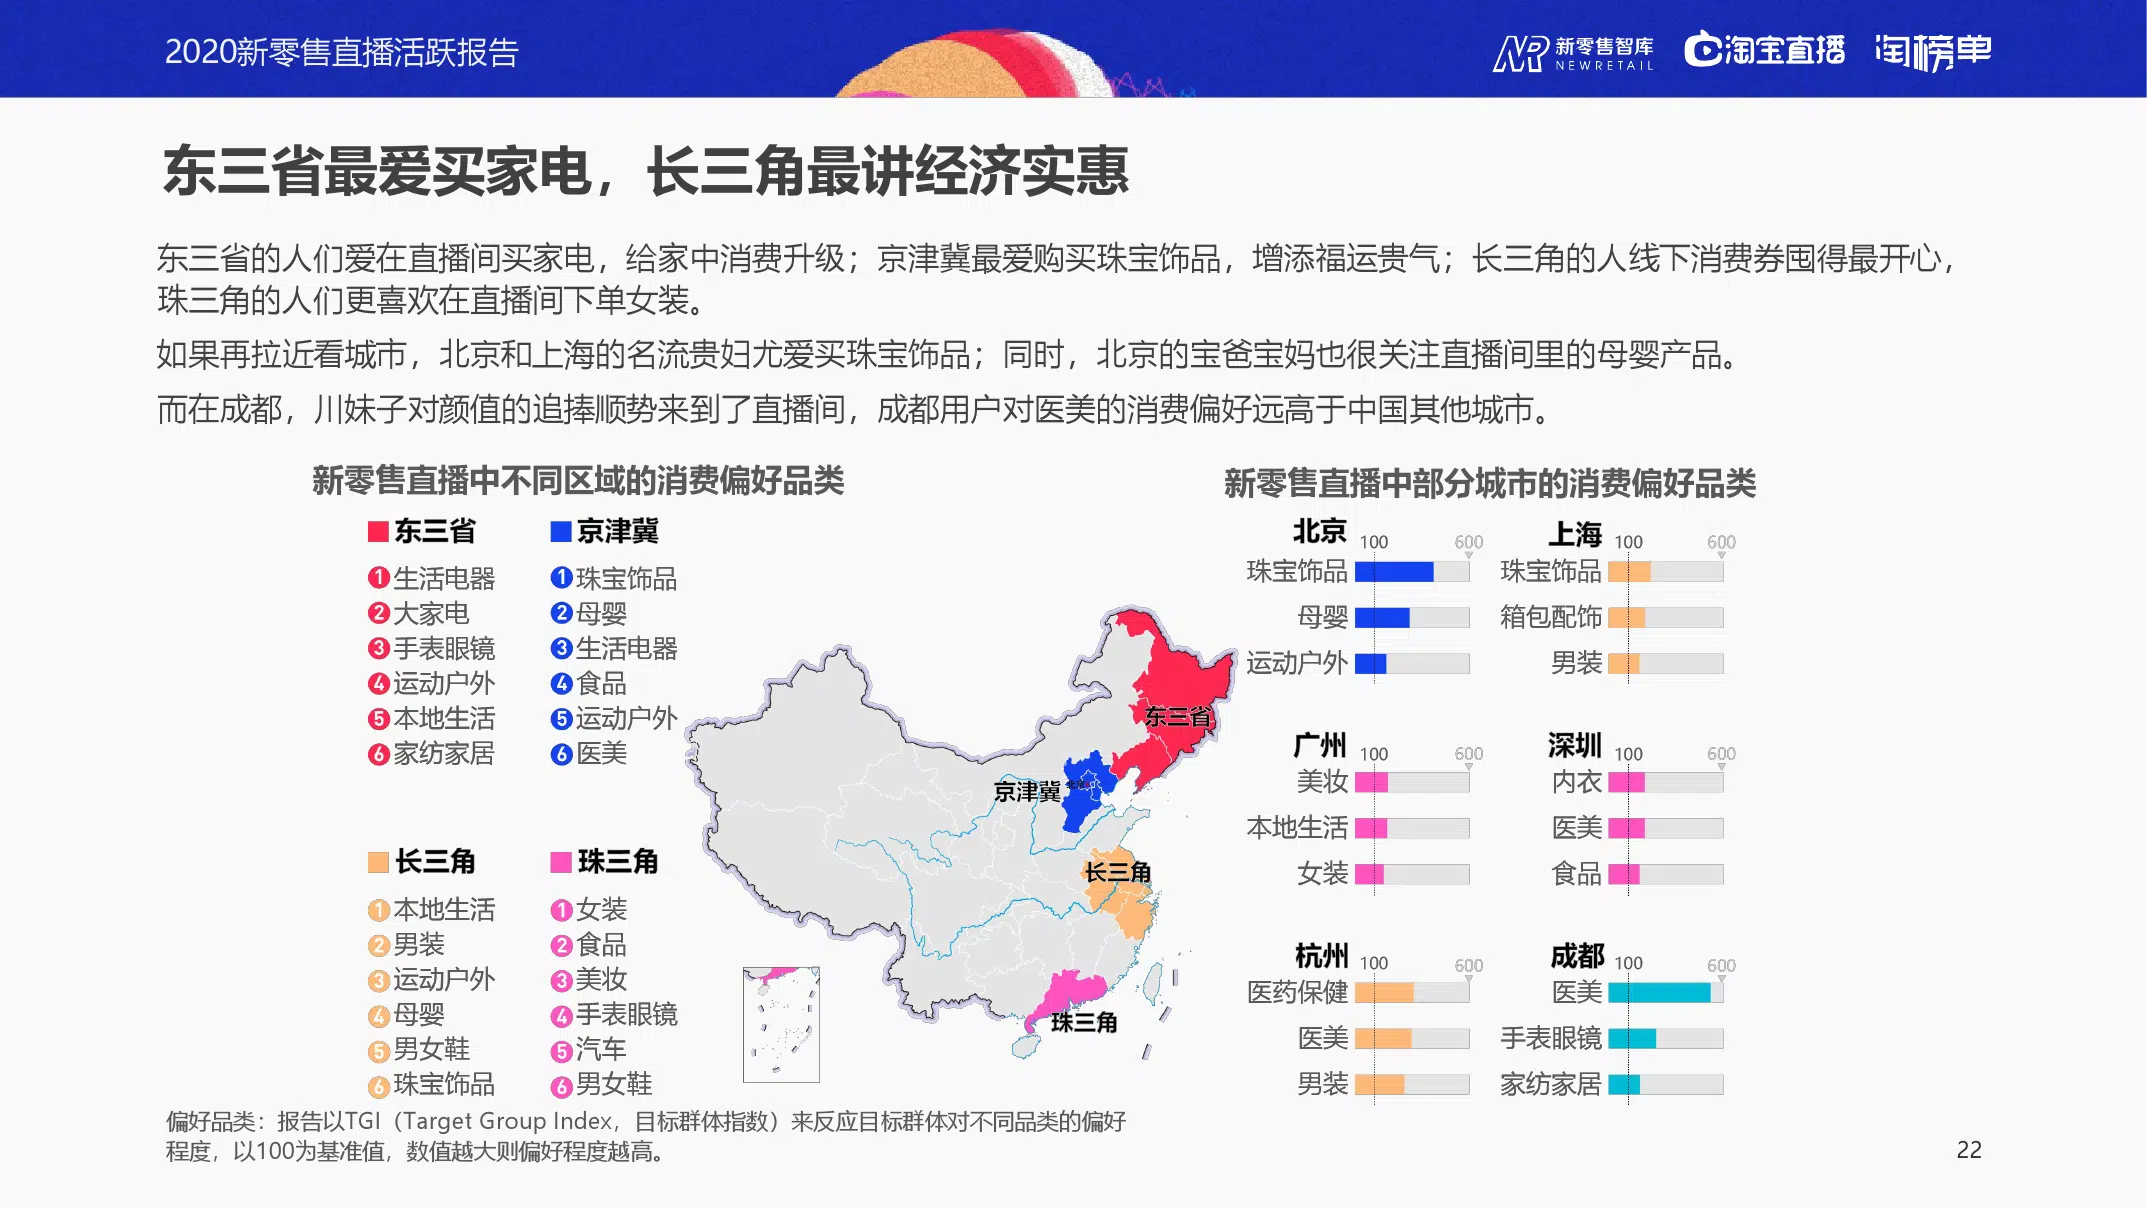 2020新零售直播活跃报告
NR 新零售智库
NEWRETAIL
淘宝直播
淘榜单
东三省最爱买家电，长三角最讲经济实惠
东三省的人们爱在直播间买家电，给家中消费升级；京津冀最爱购买珠宝饰品，增添福运贵气；长三角的人线下消费券囤得最开心，
珠三角的人们更喜欢在直播间下单女装。
如果再拉近看城市，北京和上海的名流贵妇尤爱买珠宝饰品；同时，北京的宝爸宝妈也很关注直播间里的母婴产品。
而在成都，川妹子对颜值的追捧顺势来到了直播间，成都用户对医美的消费偏好远高于中国其他城市。
新零售直播中不同区域的消费偏好品类
东三省
1 生活电器
2 大家电
3 手表眼镜
4 运动户外
5 本地生活
6 家纺家居
京津冀
1 珠宝饰品
2 母婴
3 生活电器
4 食品
5 运动户外
6 医美
长三角
1 本地生活
2 男装
3 运动户外
4 母婴
5 男女鞋
6 珠宝饰品
珠三角
1 女装
2 食品
3 美妆
4 手表眼镜
5 汽车
6 男女鞋
东三省
京津冀
长三角
珠三角
新零售直播中部分城市的消费偏好品类
北京 100 600
珠宝饰品
母婴
运动户外
上海 100 600
珠宝饰品
箱包配饰
男装
广州 100 600
美妆
本地生活
女装
深圳 100 600
内衣
医美
食品
杭州 100 600
医药保健
医美
男装
成都 100 600
医美
手表眼镜
家纺家居
偏好品类：报告以TGI（Target Group Index，目标群体指数）来反应目标群体对不同品类的偏好
程度，以100为基准值，数值越大则偏好程度越高。
22